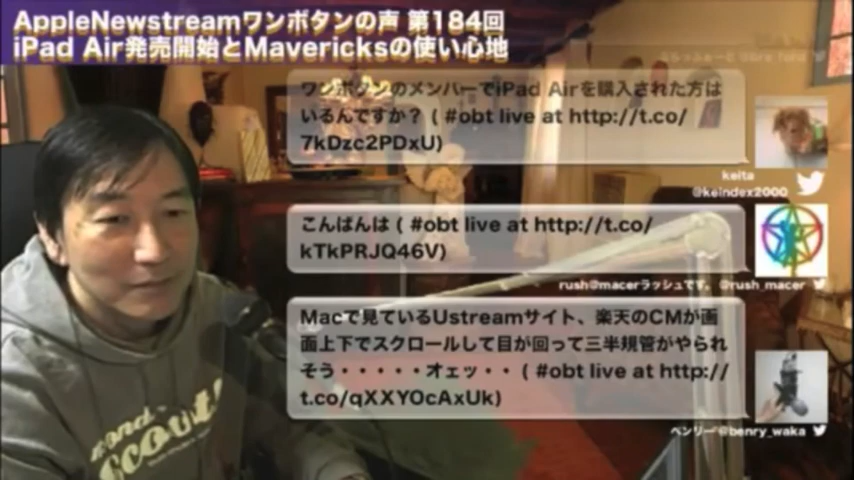 AppleNewstreamワンボタンの声 第184回
iPad Air発売開始とMavericksの使い心地
ワンボタンのメンバーでiPad Airを購入された方は
いるんですか? ( #obt live at http://t.co/
7kDzc2PDxU)
keita
@keindex2000
こんばんは ( #obt live at http://t.co/
kTkPRJQ46V)
rush@macerラッシュです。 @rush_macer
Macで見ているUstreamサイト、楽天のCMが画
面上下でスクロールして目が回って三半規管がやられ
そう・・・・・オェッ・・ ( #obt live at http://
t.co/qXXYOcAxUk)
ベンリー @benry_waka